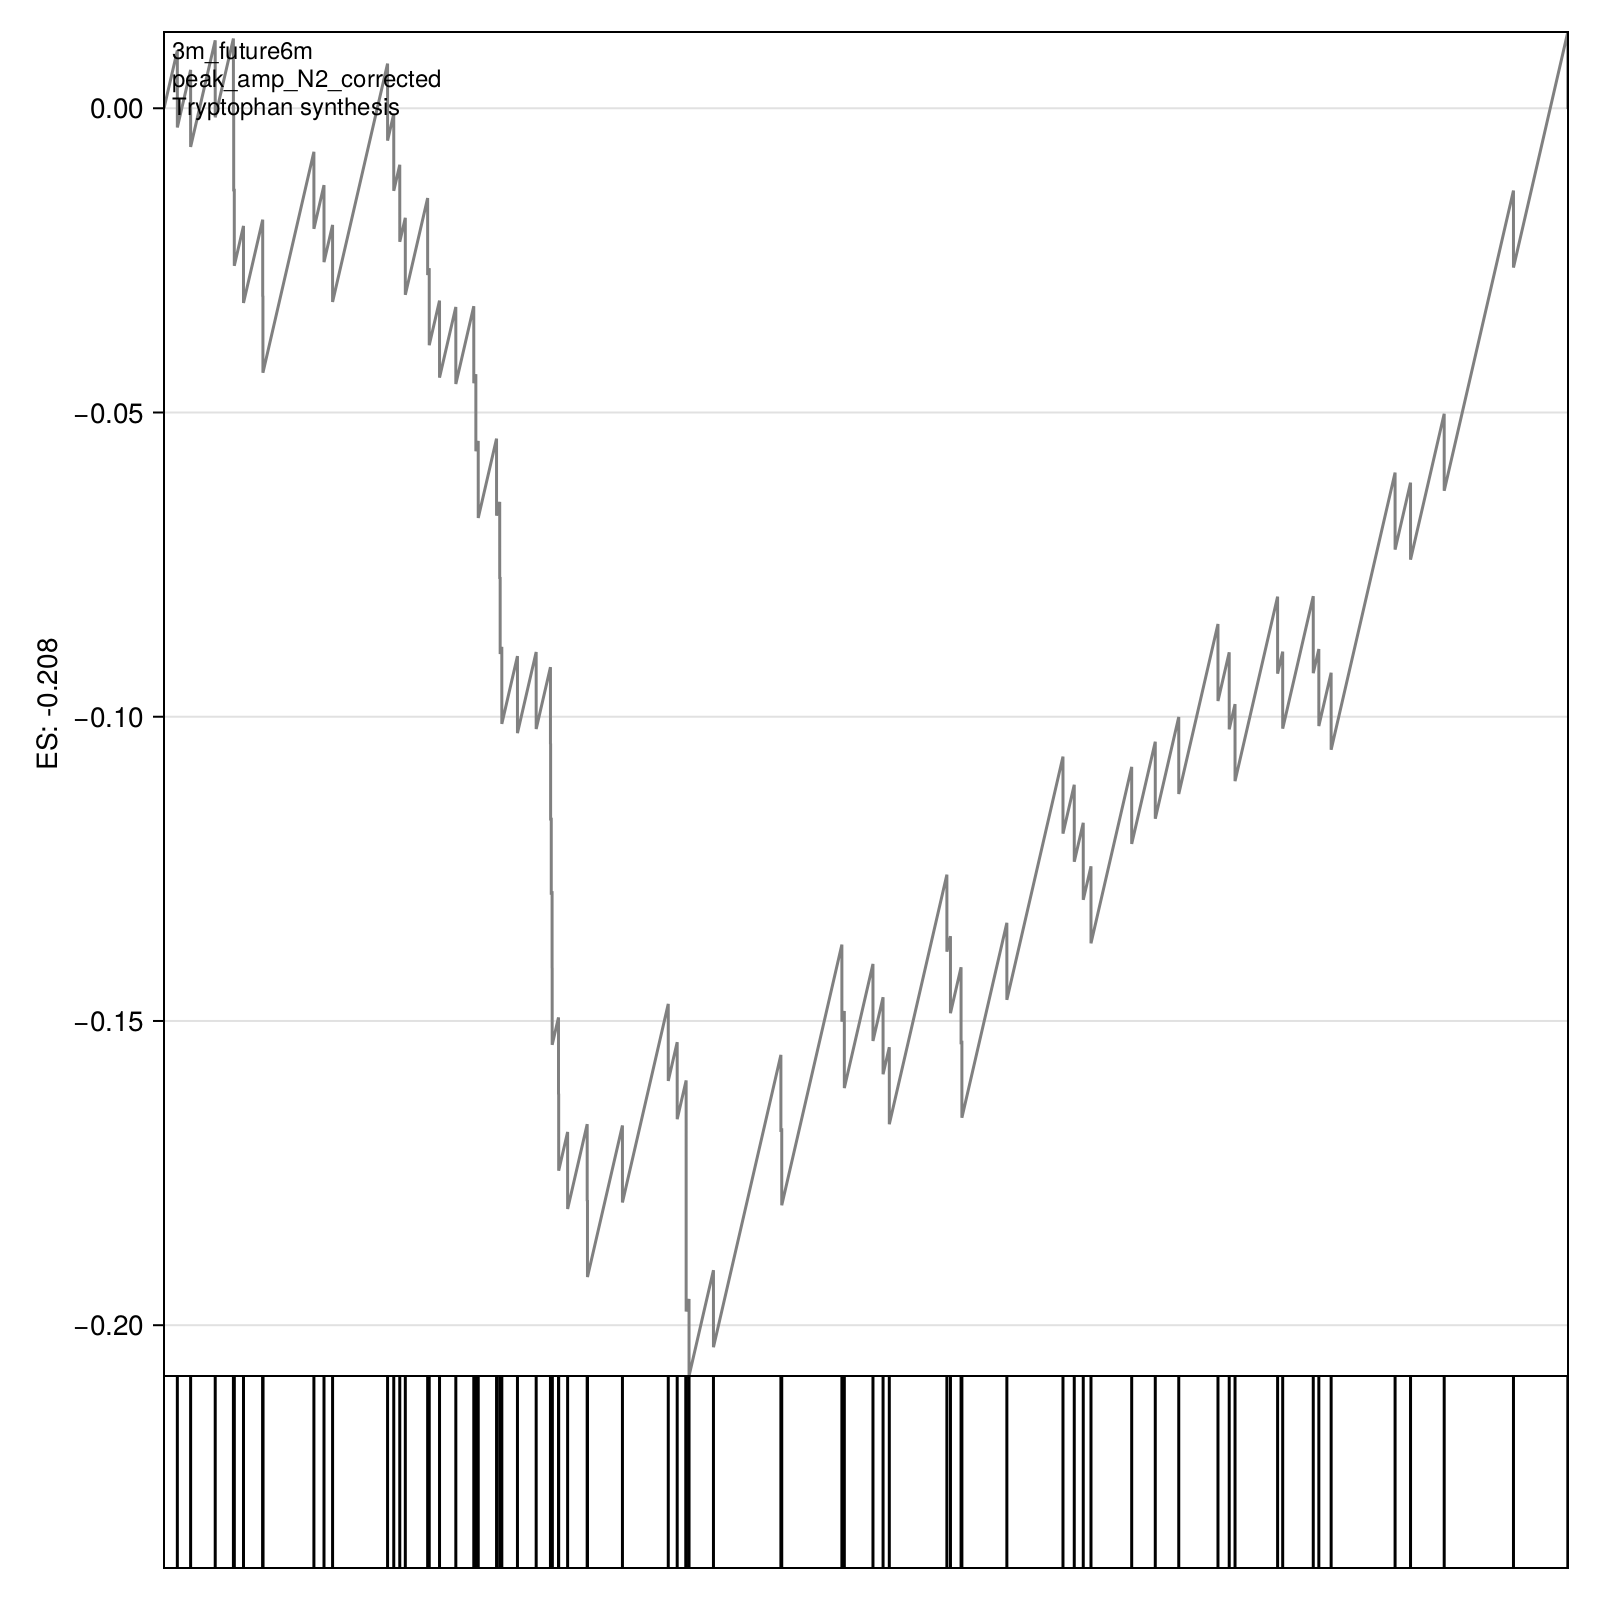 3m_future6m
peak_amp_N2_corrected
Tryptophan synthesis
0.00
−0.05
−0.10
−0.15
−0.20
ES: -0.208